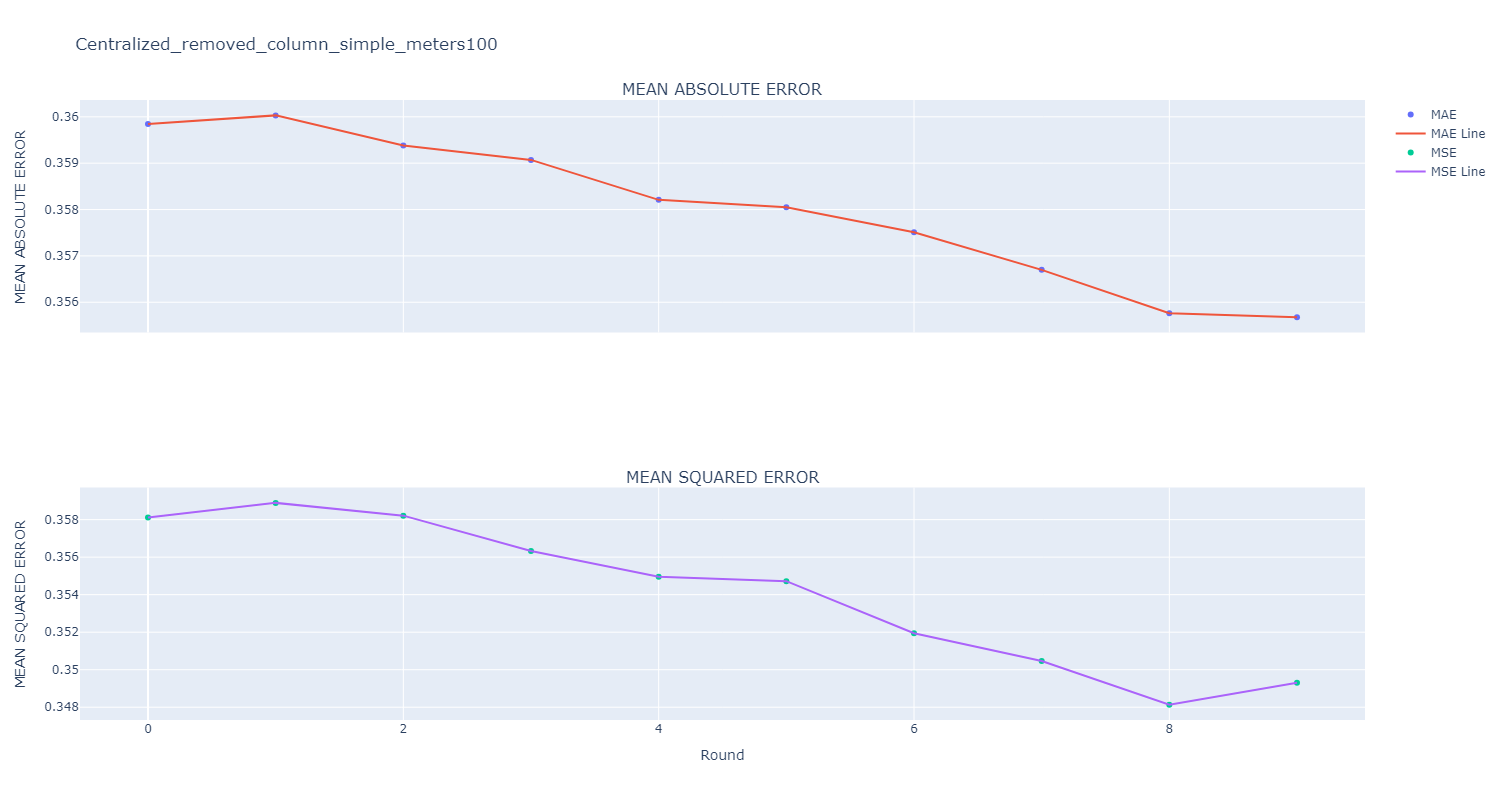 Centralized_removed_column_simple_meters100
MEAN ABSOLUTE ERROR
MEAN ABSOLUTE ERROR
0.36
0.359
0.358
0.357
0.356
MAE
MAE Line
MSE
MSE Line
MEAN SQUARED ERROR
MEAN SQUARED ERROR
0.358
0.356
0.354
0.352
0.35
0.348
0 2 4 6 8
Round